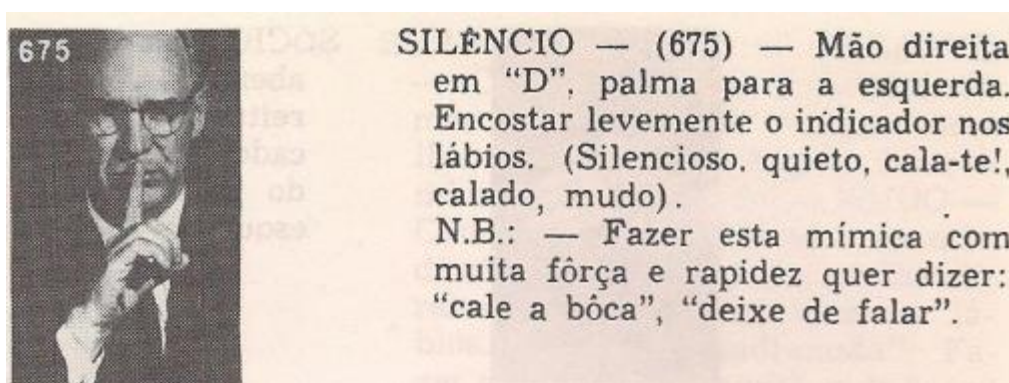 675
SILÊNCIO — (675) — Mão direita
em “D”, palma para a esquerda.
Encostar levemente o indicador nos
lábios. (Silencioso, quieto, cala-te!,
calado, mudo).
N.B.: — Fazer esta mímica com
muita fôrça e rapidez quer dizer:
“cale a bôca”, “deixe de falar”.